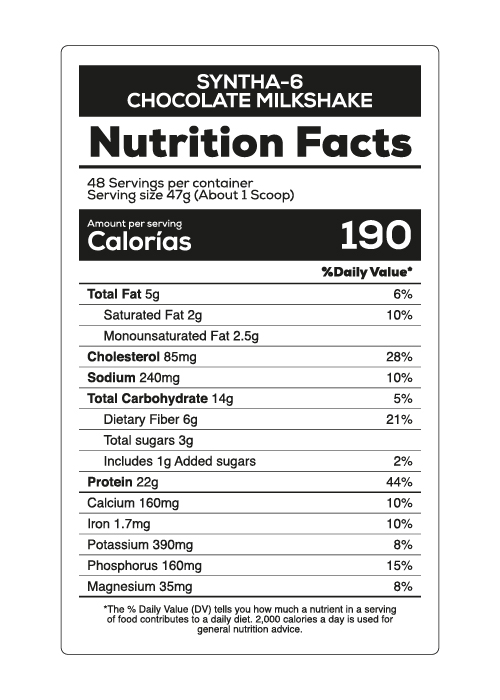 SYNTHA-6
CHOCOLATE MILKSHAKE
Nutrition Facts
48 Servings per container
Serving size 47g (About 1 Scoop)
Amount per serving
Calorías 190
%Daily Value*
Total Fat 5g 6%
Saturated Fat 2g 10%
Monounsaturated Fat 2.5g
Cholesterol 85mg 28%
Sodium 240mg 10%
Total Carbohydrate 14g 5%
Dietary Fiber 6g 21%
Total sugars 3g
Includes 1g Added sugars 2%
Protein 22g 44%
Calcium 160mg 10%
Iron 1.7mg 10%
Potassium 390mg 8%
Phosphorus 160mg 15%
Magnesium 35mg 8%
*The % Daily Value (DV) tells you how much a nutrient in a serving
of food contributes to a daily diet. 2,000 calories a day is used for
general nutrition advice.